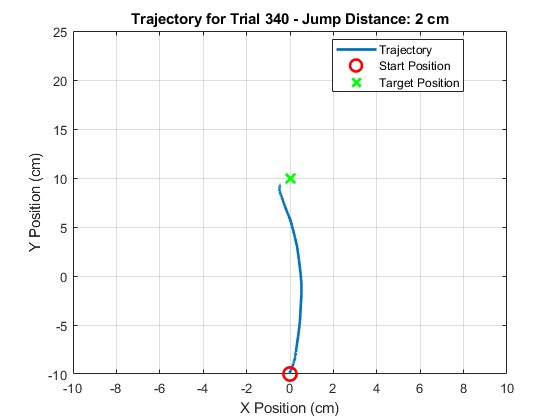 Trajectory for Trial 340 - Jump Distance: 2 cm
25
20
15
10
5
0
-5
-10
Y Position (cm)
Trajectory
Start Position
Target Position
-10 -8 -6 -4 -2 0 2 4 6 8 10
X Position (cm)